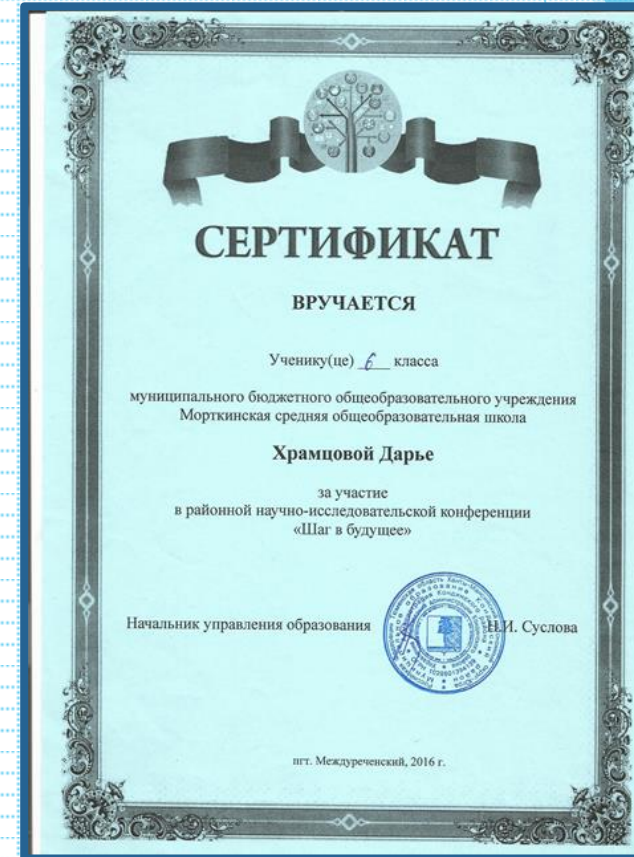 СЕРТИФИКАТ
ВРУЧАЕТСЯ
Ученику(це) 6 класса
муниципального бюджетного общеобразовательного учреждения
Морткинская средняя общеобразовательная школа
Храмцовой Дарье
за участие
в районной научно-исследовательской конференции
«Шаг в будущее»
Начальник управления образования Н.И. Суслова
пгт. Междуреченский, 2016 г.